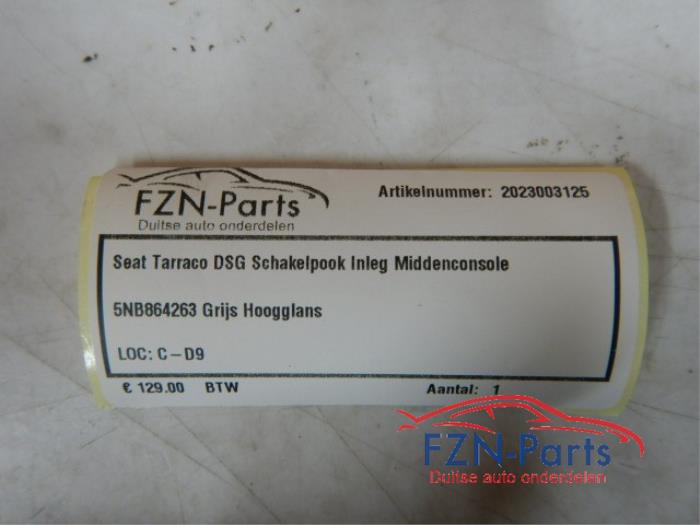 FZN-Parts
Duitse auto onderdelen
Artikelnummer: 2023003125
Seat Tarraco DSG Schakelpook Inleg Middenconsole
5NB864263 Grijs Hoogglans
LOC: C-D9
€ 129.00 BTW
Aantal: 1
FZN-Parts
Duitse auto onderdelen